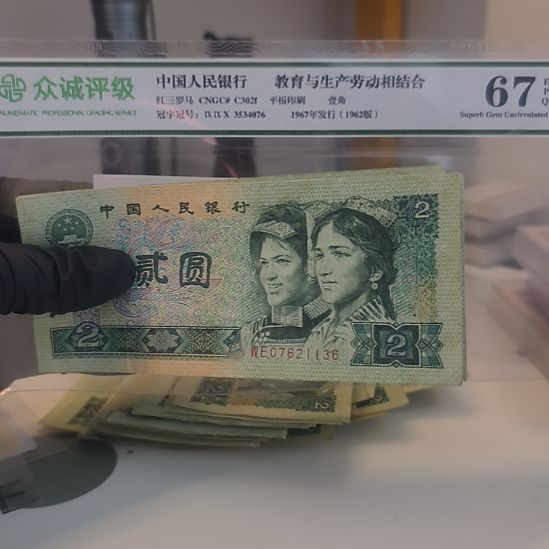 众诚评级
NUMISMATIC PROFESSIONAL GRADING SERVICE
中国人民银行 教育与生产劳动相结合
红三罗马 CNGC# C302f 平板印刷 壹角
冠字冠号：IX IX X 3534076 1967年发行（1962版）
67
Superb Gem Uncirculated
E
P
Q
中国人民银行
2
贰圆
WE07621136
2
2